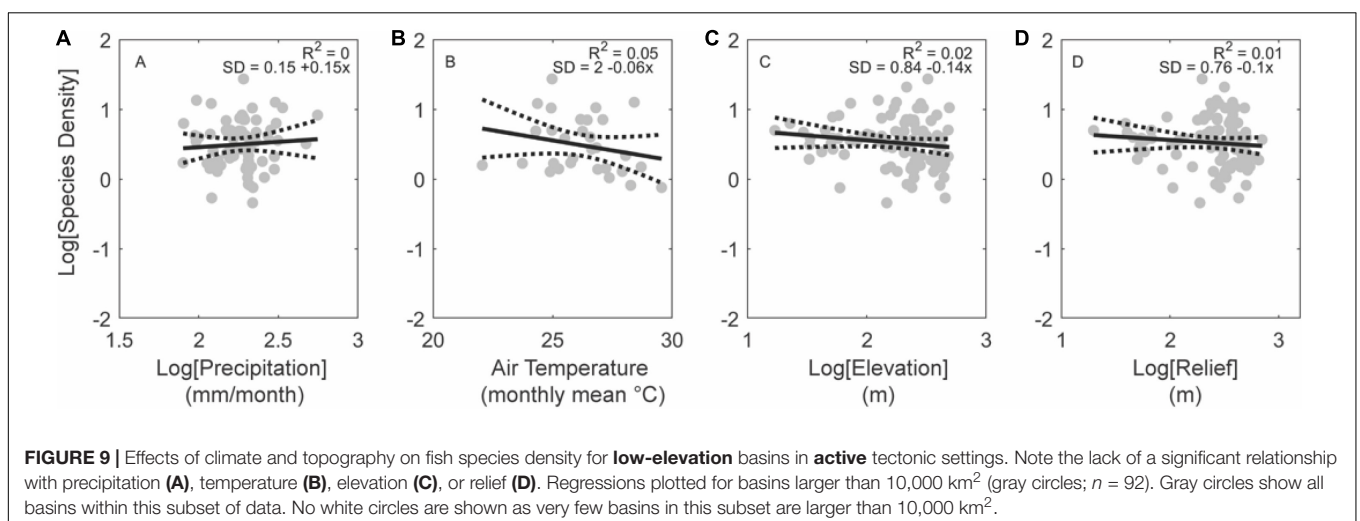 A
2
1
0
-1
-2
Log[Species Density]
A
R² = 0
SD = 0.15 +0.15x
1.5
2
2.5
3
Log[Precipitation]
(mm/month)
B
2
1
0
-1
-2
B
R² = 0.05
SD = 2 -0.06x
20
25
30
Air Temperature
(monthly mean °C)
C
2
1
0
-1
-2
C
R² = 0.02
SD = 0.84 -0.14x
1
2
3
Log[Elevation]
(m)
D
2
1
0
-1
-2
D
R² = 0.01
SD = 0.76 -0.1x
1
2
3
Log[Relief]
(m)
FIGURE 9 | Effects of climate and topography on fish species density for low-elevation basins in active tectonic settings. Note the lack of a significant relationship
with precipitation (A), temperature (B), elevation (C), or relief (D). Regressions plotted for basins larger than 10,000 km² (gray circles; n = 92). Gray circles show all
basins within this subset of data. No white circles are shown as very few basins in this subset are larger than 10,000 km².